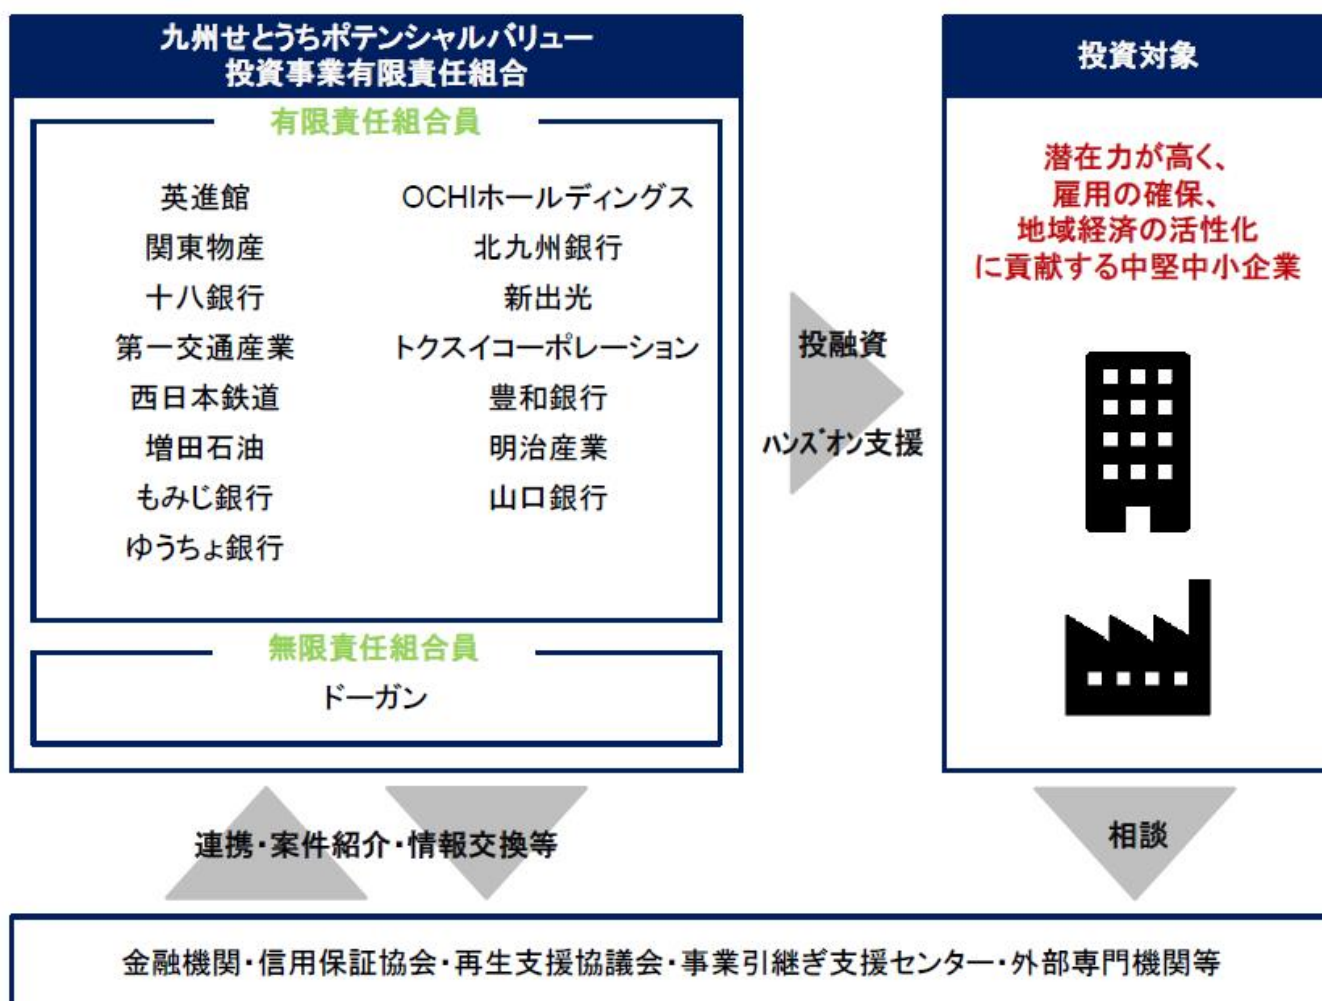 九州せとうちポテンシャルバリュー
投資事業有限責任組合
有限責任組合員
英進館
OCHIホールディングス
関東物産
北九州銀行
十八銀行
新出光
第一交通産業
トクスイコーポレーション
西日本鉄道
豊和銀行
増田石油
明治産業
もみじ銀行
山口銀行
ゆうちょ銀行
無限責任組合員
ドーガン
投融資
ハンズオン支援
投資対象
潜在力が高く、
雇用の確保、
地域経済の活性化
に貢献する中堅中小企業
連携・案件紹介・情報交換等
相談
金融機関・信用保証協会・再生支援協議会・事業引継ぎ支援センター・外部専門機関等